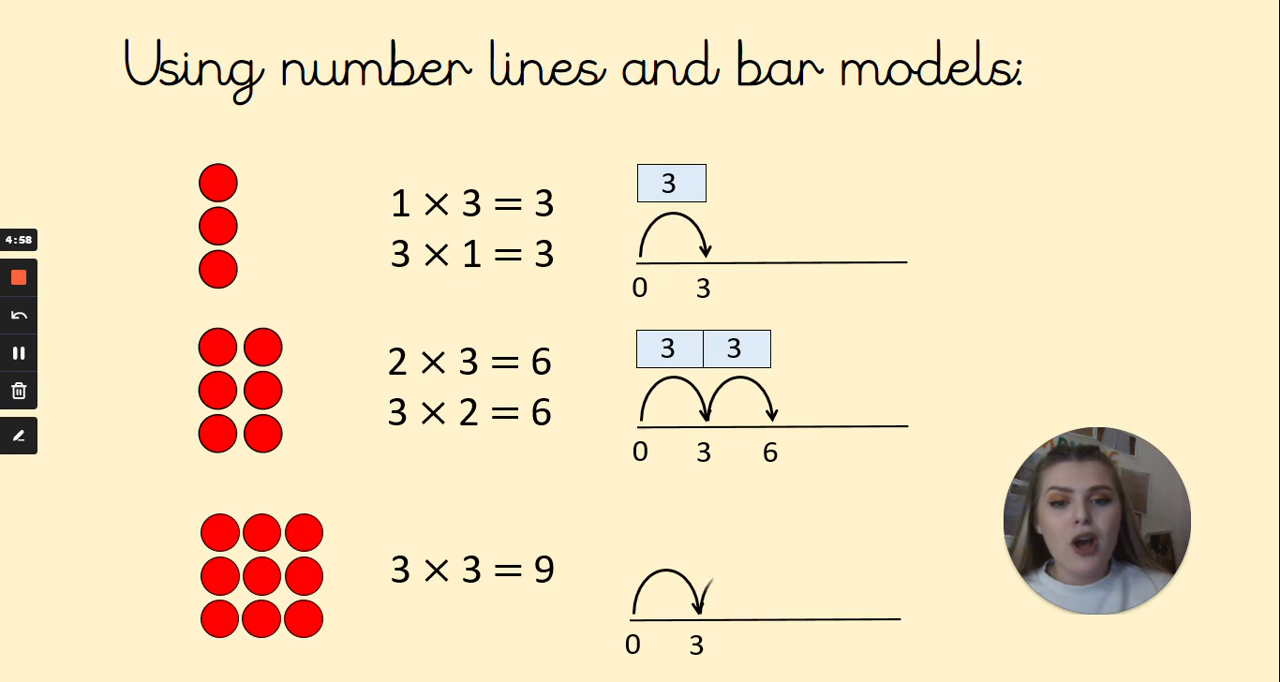 Using number lines and bar models:
1 × 3 = 3
3 × 1 = 3
3
0 3
4:58
2 × 3 = 6
3 × 2 = 6
3 3
0 3 6
3 × 3 = 9
0 3